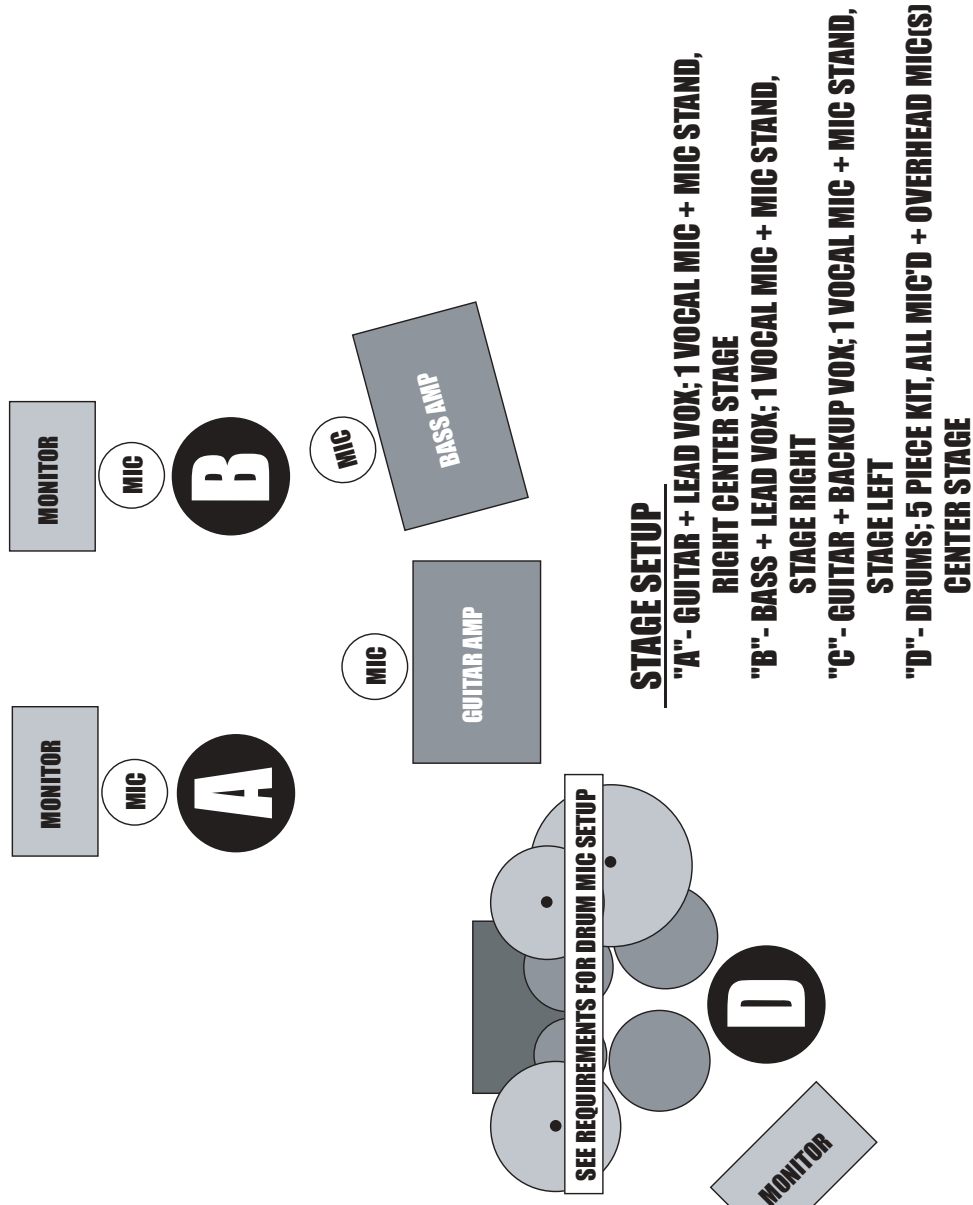 MONITOR
MONITOR
MIC
MIC
A
B
MIC
MIC
GUITAR AMP
BASS AMP
SEE REQUIREMENTS FOR DRUM MIC SETUP
D
MONITOR
STAGE SETUP
"A"- GUITAR + LEAD VOX; 1 VOCAL MIC + MIC STAND,
RIGHT CENTER STAGE
"B"- BASS + LEAD VOX; 1 VOCAL MIC + MIC STAND,
STAGE RIGHT
"C"- GUITAR + BACKUP VOX; 1 VOCAL MIC + MIC STAND,
STAGE LEFT
"D"- DRUMS; 5 PIECE KIT, ALL MIC'D + OVERHEAD MIC(S)
CENTER STAGE